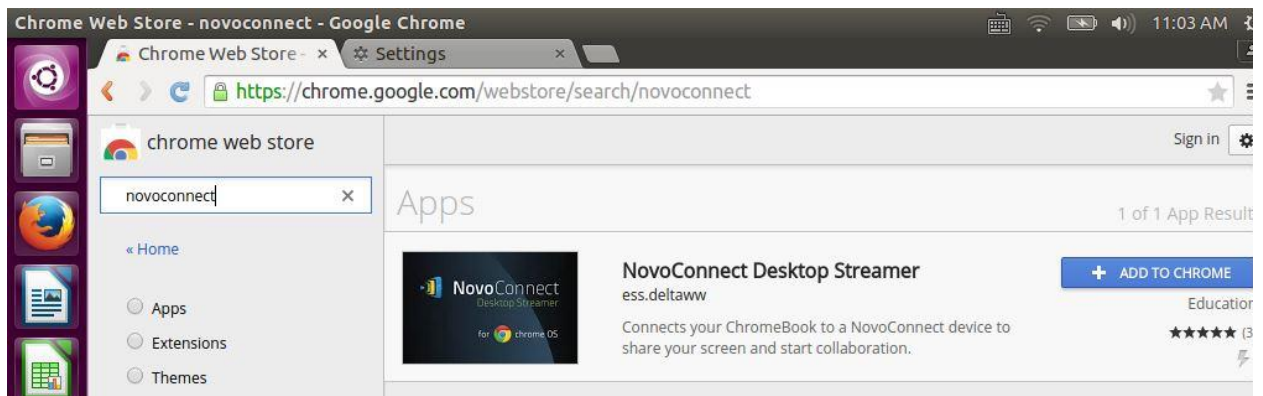 Chrome Web Store - novoconnect - Google Chrome
11:03 AM
Chrome Web Store -
Settings
https://chrome.google.com/webstore/search/novoconnect
chrome web store
Sign in
novoconnect
Apps
1 of 1 App Result
« Home
NovoConnect
Desktop Streamer
for chrome OS
NovoConnect Desktop Streamer
ess.deltaww
Connects your ChromeBook to a NovoConnect device to
share your screen and start collaboration.
+ ADD TO CHROME
Education
★★★★★ (3
Apps
Extensions
Themes